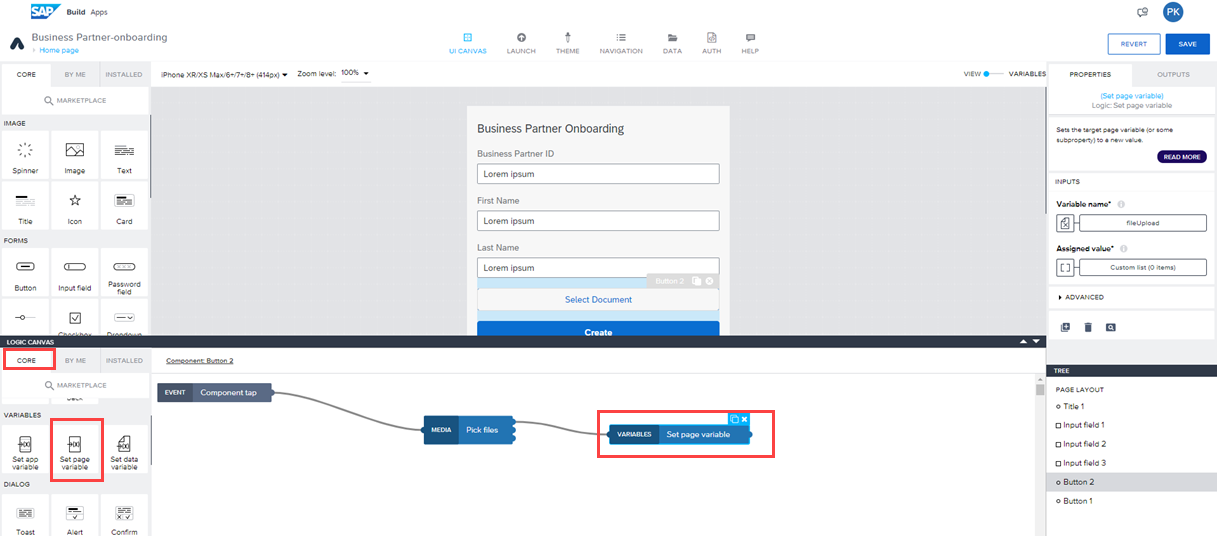 SAP Build Apps
PK
Business Partner-onboarding
‹ Home page
UI CANVAS LAUNCH THEME NAVIGATION DATA AUTH HELP
REVERT SAVE
CORE BY ME INSTALLED
MARKETPLACE
IMAGE
Spinner Image Text
Title Icon Card
FORMS
Button Input field Password field
Checkbox Dropdown
iPhone XR/XS Max/6+/7+/8+ (414px) Zoom level: 100%
VIEW VARIABLES
Business Partner Onboarding
Business Partner ID
Lorem ipsum
First Name
Lorem ipsum
Last Name
Lorem ipsum
Button 2
Select Document
Create
PROPERTIES OUTPUTS
(Set page variable)
Logic: Set page variable
Sets the target page variable (or some
subproperty) to a new value.
READ MORE
INPUTS
Variable name*
fileUpload
Assigned value*
Custom list (0 items)
ADVANCED
LOGIC CANVAS
CORE BY ME INSTALLED
MARKETPLACE
VARIABLES
Set app variable Set page variable Set data variable
DIALOG
Toast Alert Confirm
Component: Button 2
EVENT Component tap
MEDIA Pick files
VARIABLES Set page variable
TREE
PAGE LAYOUT
Title 1
Input field 1
Input field 2
Input field 3
Button 2
Button 1